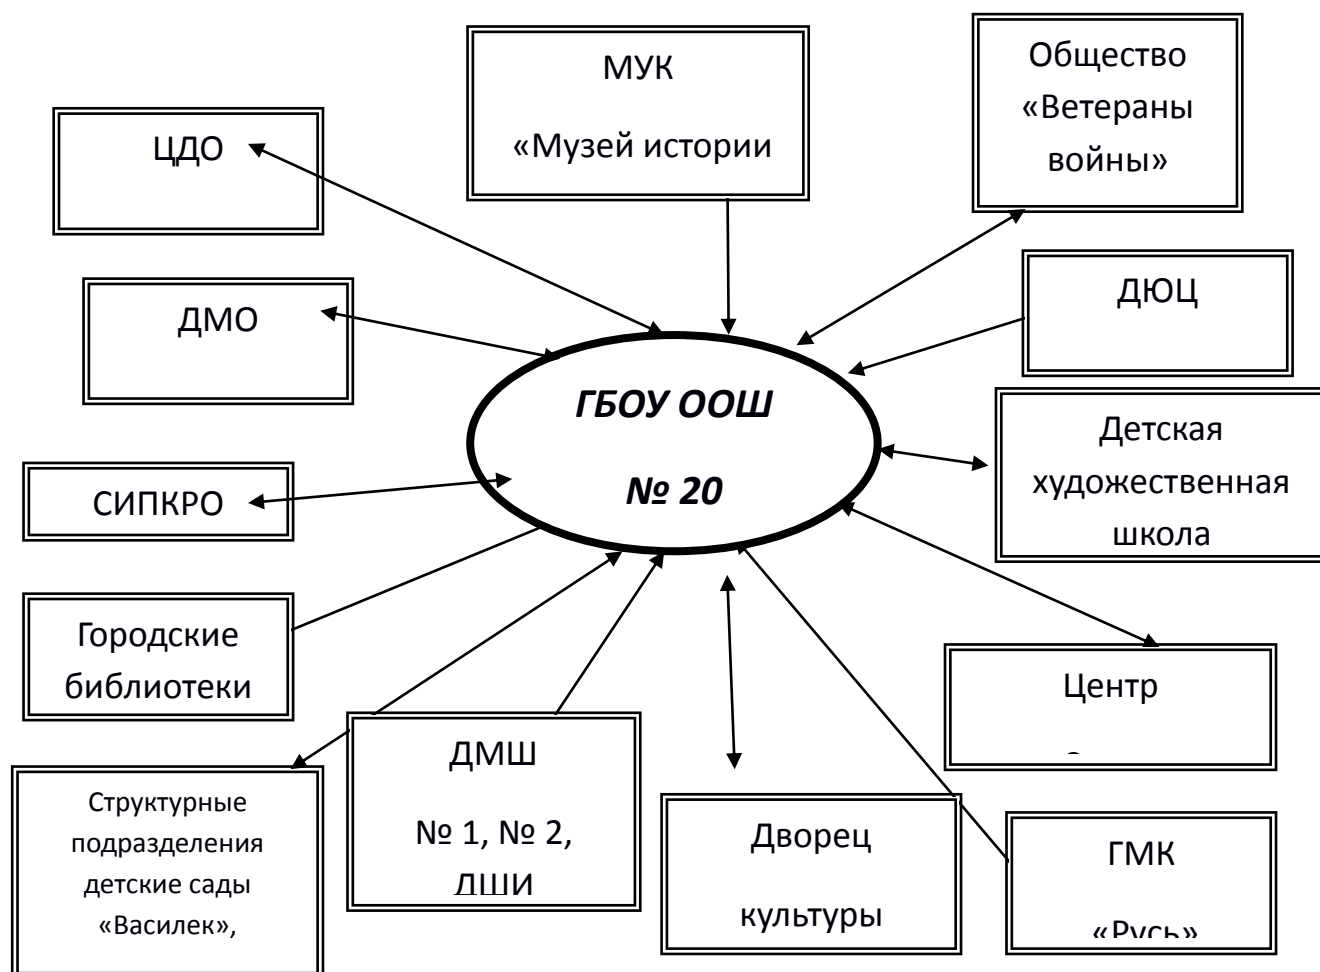 МУК
«Музей истории
Общество
«Ветераны
войны»
ЦДО
ДМО
ДЮЦ
ГБОУ ООШ
№ 20
Детская
художественная
школа
СИПКРО
Городские
библиотеки
Центр
ДМШ
№ 1, № 2,
ДШИ
Структурные
подразделения
детские сады
«Василек»,
Дворец
культуры
ГМК
«Русь»